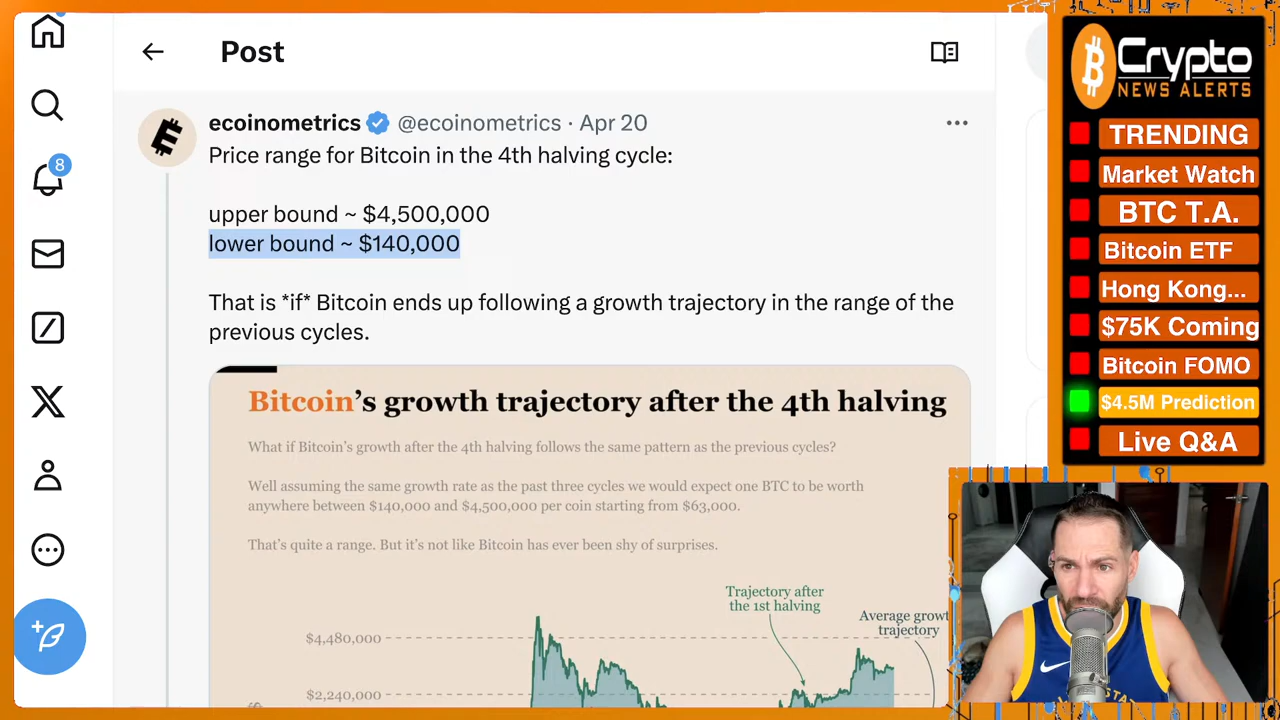 Post
ecoinometrics @ecoinometrics · Apr 20
Price range for Bitcoin in the 4th halving cycle:
upper bound ~ $4,500,000
lower bound ~ $140,000
That is *if* Bitcoin ends up following a growth trajectory in the range of the
previous cycles.
Bitcoin's growth trajectory after the 4th halving
What if Bitcoin's growth after the 4th halving follows the same pattern as the previous cycles?
Well assuming the same growth rate as the past three cycles we would expect one BTC to be worth
anywhere between $140,000 and $4,500,000 per coin starting from $63,000.
That's quite a range. But it's not like Bitcoin has ever been shy of surprises.
Trajectory after
the 1st halving
Average growt
trajectory
$4,480,000
$2,240,000
8
Crypto
NEWS ALERTS
TRENDING
Market Watch
BTC T.A.
Bitcoin ETF
Hong Kong...
$75K Coming
Bitcoin FOMO
$4.5M Prediction
Live Q&A